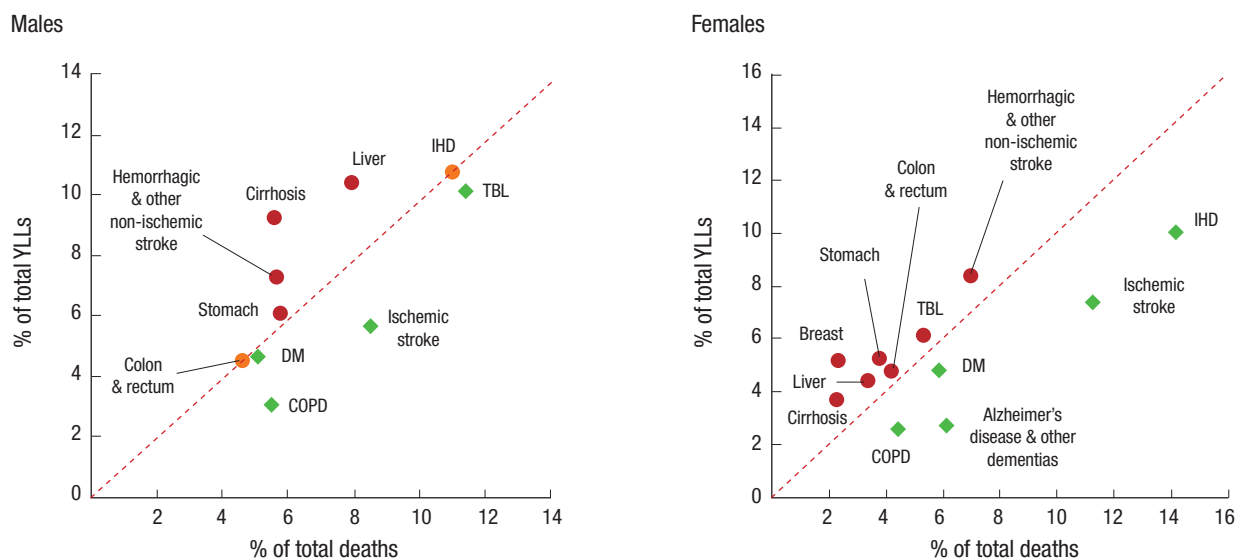 Males
% of total YLLs
14
12
10
8
6
4
2
0
2
4
6
8
10
12
14
% of total deaths
IHD
Liver
TBL
Cirrhosis
Hemorrhagic
& other
non-ischemic
stroke
Stomach
Ischemic
stroke
Colon
& rectum
DM
COPD
Females
% of total YLLs
16
14
12
10
8
6
4
2
0
2
4
6
8
10
12
14
16
% of total deaths
Hemorrhagic
& other
non-ischemic
stroke
Colon
& rectum
IHD
Stomach
Ischemic
stroke
TBL
Breast
DM
Liver
Cirrhosis
Alzheimer's
disease & other
dementias
COPD